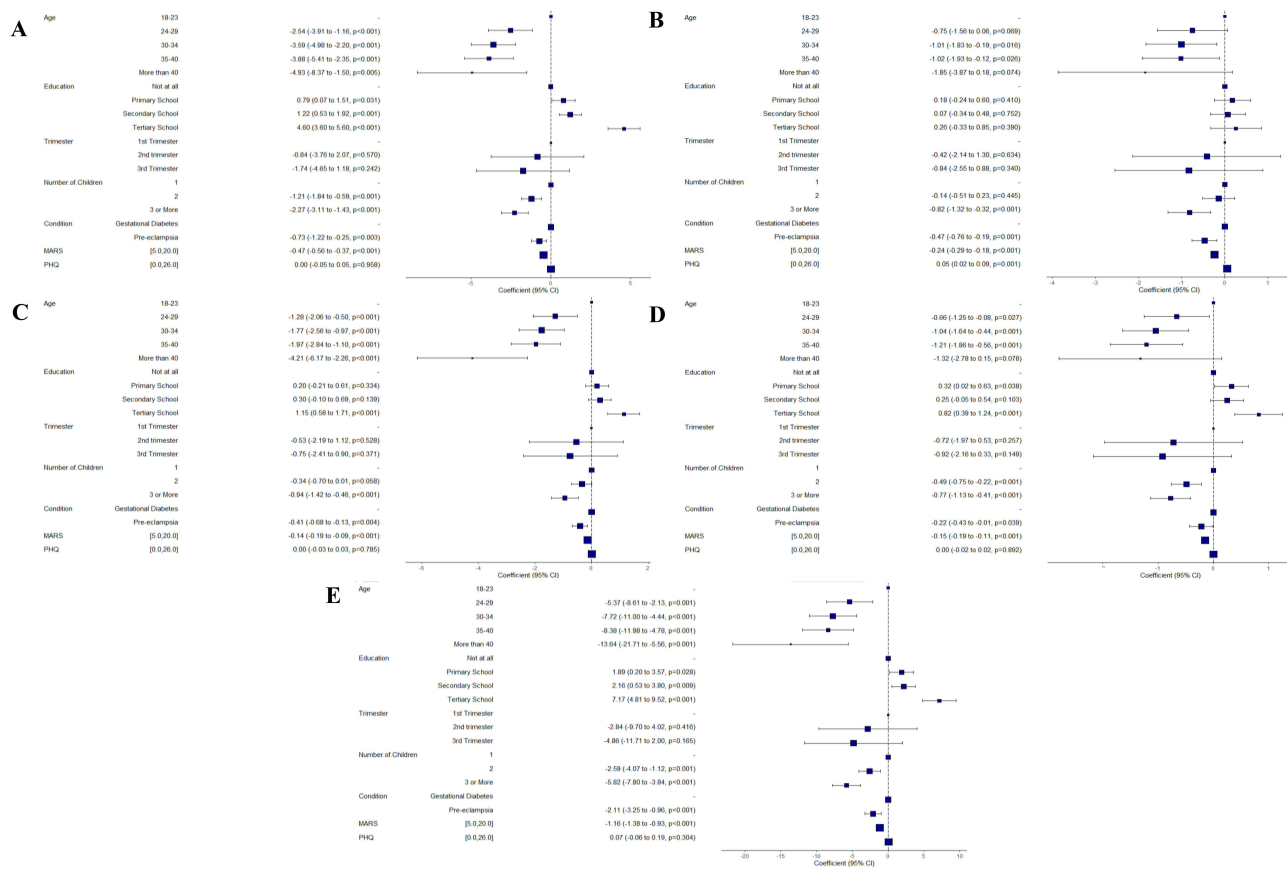 A
Age 18-23 -
24-29 -2.54 (-3.91 to -1.16, p<0.001)
30-34 -3.59 (-4.98 to -2.20, p<0.001)
35-40 -3.88 (-5.41 to -2.35, p<0.001)
More than 40 -4.93 (-8.37 to -1.50, p=0.005)
Education Not at all -
Primary School 0.79 (0.07 to 1.51, p=0.031)
Secondary School 1.22 (0.53 to 1.92, p=0.001)
Tertiary School 4.60 (3.60 to 5.60, p<0.001)
Trimester 1st Trimester -
2nd trimester -0.84 (-3.76 to 2.07, p=0.570)
3rd Trimester -1.74 (-4.65 to 1.18, p=0.242)
Number.of.Children 1 -
2 -1.21 (-1.84 to -0.59, p<0.001)
3 or More -2.27 (-3.11 to -1.43, p<0.001)
Condition Gestational Diabetes -
Pre-eclampsia -0.73 (-1.22 to -0.25, p=0.003)
MARS [5.0,20.0] -0.47 (-0.56 to -0.37, p<0.001)
PHQ [0.0,26.0] 0.00 (-0.05 to 0.05, p=0.958)
-5 0 5
Coefficient (95% CI)
B
Age 18-23 -
24-29 -0.75 (-1.56 to 0.06, p=0.069)
30-34 -1.01 (-1.83 to -0.19, p=0.016)
35-40 -1.02 (-1.93 to -0.12, p=0.026)
More than 40 -1.85 (-3.87 to 0.18, p=0.074)
Education Not at all -
Primary School 0.18 (-0.24 to 0.60, p=0.410)
Secondary School 0.07 (-0.34 to 0.48, p=0.752)
Tertiary School 0.26 (-0.33 to 0.85, p=0.390)
Trimester 1st Trimester -
2nd trimester -0.42 (-2.14 to 1.30, p=0.634)
3rd Trimester -0.84 (-2.55 to 0.88, p=0.340)
Number.of.Children 1 -
2 -0.14 (-0.51 to 0.23, p=0.445)
3 or More -0.82 (-1.32 to -0.32, p=0.001)
Condition Gestational Diabetes -
Pre-eclampsia -0.47 (-0.76 to -0.19, p=0.001)
MARS [5.0,20.0] -0.24 (-0.29 to -0.18, p<0.001)
PHQ [0.0,26.0] 0.05 (0.02 to 0.09, p=0.001)
-4 -3 -2 -1 0 1
Coefficient (95% CI)
C
Age 18-23 -
24-29 -1.28 (-2.06 to -0.50, p=0.001)
30-34 -1.77 (-2.56 to -0.97, p<0.001)
35-40 -1.97 (-2.84 to -1.10, p<0.001)
More than 40 -4.21 (-6.17 to -2.26, p<0.001)
Education Not at all -
Primary School 0.20 (-0.21 to 0.61, p=0.334)
Secondary School 0.30 (-0.10 to 0.69, p=0.139)
Tertiary School 1.15 (0.58 to 1.71, p<0.001)
Trimester 1st Trimester -
2nd trimester -0.53 (-2.19 to 1.12, p=0.528)
3rd Trimester -0.75 (-2.41 to 0.90, p=0.371)
Number.of.Children 1 -
2 -0.34 (-0.70 to 0.01, p=0.058)
3 or More -0.94 (-1.42 to -0.46, p<0.001)
Condition Gestational Diabetes -
Pre-eclampsia -0.41 (-0.68 to -0.13, p=0.004)
MARS [5.0,20.0] -0.14 (-0.19 to -0.09, p<0.001)
PHQ [0.0,26.0] 0.00 (-0.03 to 0.03, p=0.785)
-6 -4 -2 0 2
Coefficient (95% CI)
D
Age 18-23 -
24-29 -0.66 (-1.25 to -0.08, p=0.027)
30-34 -1.04 (-1.64 to -0.44, p=0.001)
35-40 -1.21 (-1.86 to -0.56, p<0.001)
More than 40 -1.32 (-2.78 to 0.15, p=0.078)
Education Not at all -
Primary School 0.32 (0.02 to 0.63, p=0.038)
Secondary School 0.25 (-0.05 to 0.54, p=0.103)
Tertiary School 0.82 (0.39 to 1.24, p<0.001)
Trimester 1st Trimester -
2nd trimester -0.72 (-1.97 to 0.53, p=0.257)
3rd Trimester -0.92 (-2.16 to 0.33, p=0.149)
Number.of.Children 1 -
2 -0.49 (-0.75 to -0.22, p<0.001)
3 or More -0.77 (-1.13 to -0.41, p<0.001)
Condition Gestational Diabetes -
Pre-eclampsia -0.22 (-0.43 to -0.01, p=0.039)
MARS [5.0,20.0] -0.15 (-0.19 to -0.11, p<0.001)
PHQ [0.0,26.0] 0.00 (-0.02 to 0.02, p=0.892)
-1 0
Coefficient (95% CI)
E
Age 18-23 -
24-29 -5.37 (-8.61 to -2.13, p=0.001)
30-34 -7.72 (-11.00 to -4.44, p<0.001)
35-40 -8.38 (-11.98 to -4.78, p<0.001)
More than 40 -13.64 (-21.71 to -5.56, p=0.001)
Education Not at all -
Primary School 1.89 (0.20 to 3.57, p=0.028)
Secondary School 2.16 (0.53 to 3.80, p=0.009)
Tertiary School 7.17 (4.81 to 9.52, p<0.001)
Trimester 1st Trimester -
2nd trimester -2.84 (-9.70 to 4.02, p=0.416)
3rd Trimester -4.86 (-11.71 to 2.00, p=0.165)
Number.of.Children 1 -
2 -2.59 (-4.07 to -1.12, p=0.001)
3 or More -5.82 (-7.80 to -3.84, p<0.001)
Condition Gestational Diabetes -
Pre-eclampsia -2.11 (-3.25 to -0.96, p<0.001)
MARS [5.0,20.0] -1.16 (-1.38 to -0.93, p<0.001)
PHQ [0.0,26.0] 0.07 (-0.06 to 0.19, p=0.304)
-20 -15 -10 -5 0 5 10
Coefficient (95% CI)